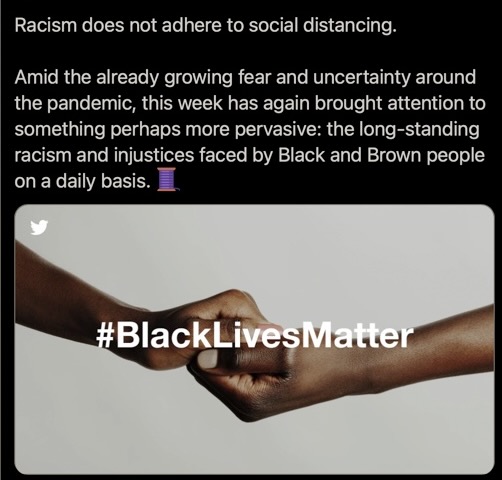 Racism does not adhere to social distancing.
Amid the already growing fear and uncertainty around
the pandemic, this week has again brought attention to
something perhaps more pervasive: the long-standing
racism and injustices faced by Black and Brown people
on a daily basis. 🧵
#BlackLivesMatter